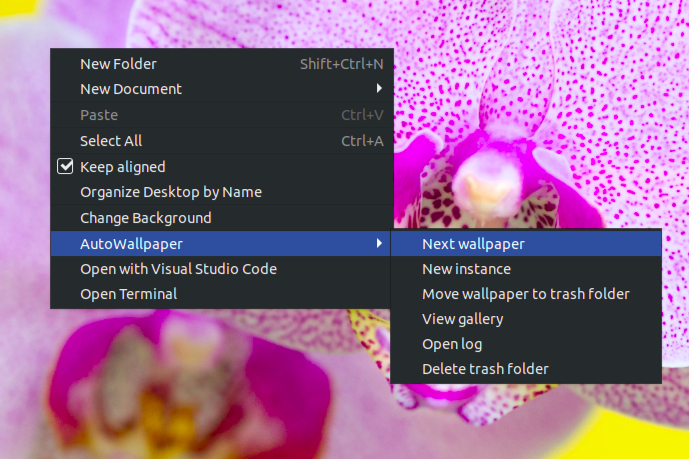 New Folder Shift+Ctrl+N
New Document
Paste Ctrl+V
Select All Ctrl+A
Keep aligned
Organize Desktop by Name
Change Background
AutoWallpaper
Open with Visual Studio Code
Open Terminal
Next wallpaper
New instance
Move wallpaper to trash folder
View gallery
Open log
Delete trash folder